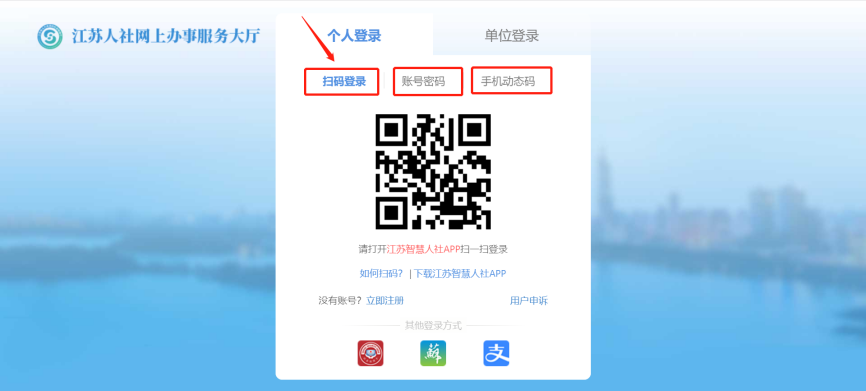 江苏人社网上办事服务大厅
个人登录 单位登录
扫码登录 账号密码 手机动态码
请打开江苏智慧人社APP扫一扫登录
如何扫码？ | 下载江苏智慧人社APP
没有账号？立即注册 用户申诉
其他登录方式
蘇 支